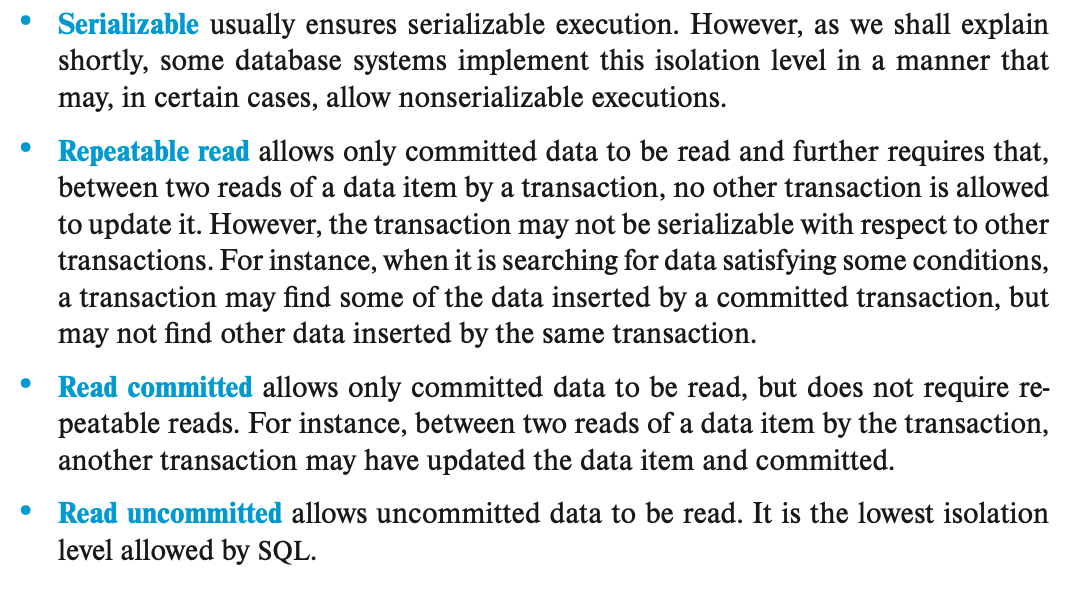 • Serializable usually ensures serializable execution. However, as we shall explain
shortly, some database systems implement this isolation level in a manner that
may, in certain cases, allow nonserializable executions.
• Repeatable read allows only committed data to be read and further requires that,
between two reads of a data item by a transaction, no other transaction is allowed
to update it. However, the transaction may not be serializable with respect to other
transactions. For instance, when it is searching for data satisfying some conditions,
a transaction may find some of the data inserted by a committed transaction, but
may not find other data inserted by the same transaction.
• Read committed allows only committed data to be read, but does not require re-
peatable reads. For instance, between two reads of a data item by the transaction,
another transaction may have updated the data item and committed.
• Read uncommitted allows uncommitted data to be read. It is the lowest isolation
level allowed by SQL.